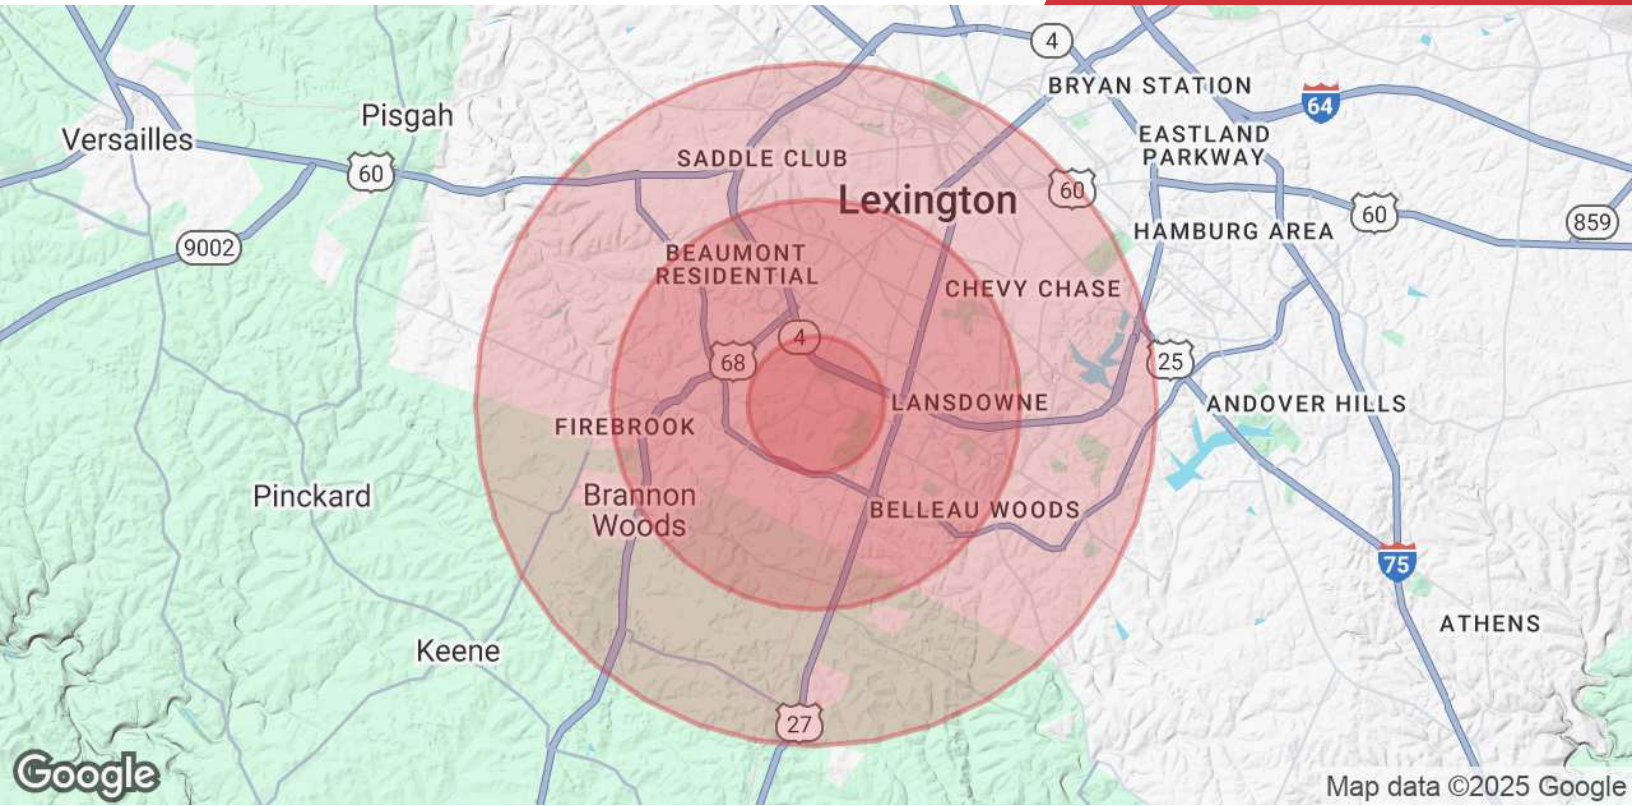 4
BRYAN STATION
64
Pisgah
Versailles
EASTLAND
PARKWAY
60
SADDLE CLUB
Lexington
60
60
859
9002
HAMBURG AREA
BEAUMONT
RESIDENTIAL
CHEVY CHASE
4
68
25
LANSDOWNE
ANDOVER HILLS
FIREBROOK
Pinckard
Brannon
Woods
BELLEAU WOODS
75
ATHENS
Keene
27
Google
Map data ©2025 Google